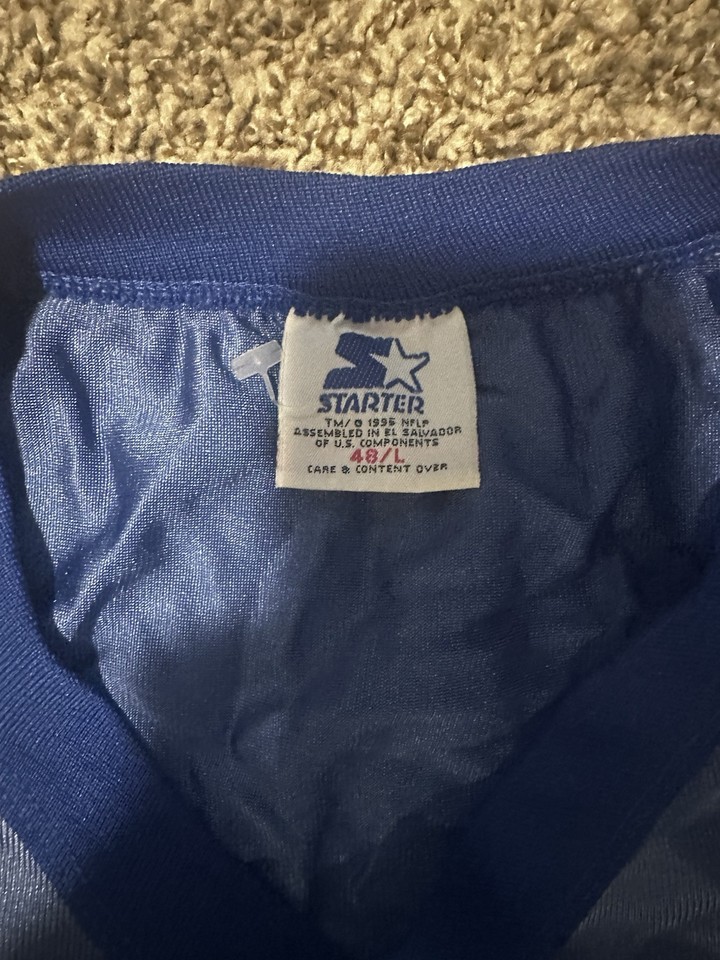 STARTER
TM/© 1995 NFLP
ASSEMBLED IN EL SALVADOR
OF U.S. COMPONENTS
48/L
CARE & CONTENT OVER